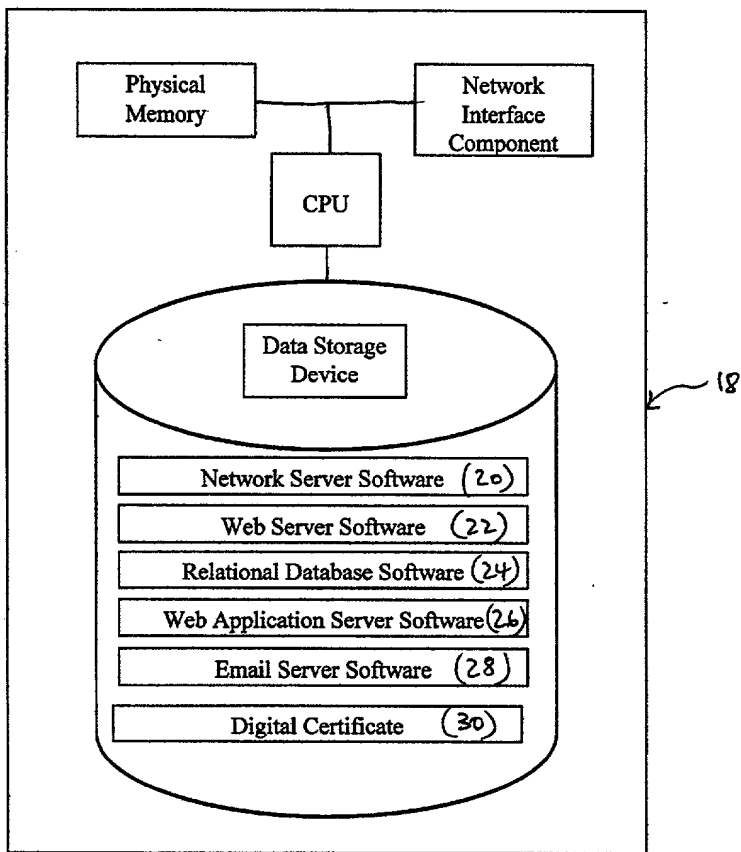 Physical
Memory
Network
Interface
Component
CPU
Data Storage
Device
18
Network Server Software (20)
Web Server Software (22)
Relational Database Software (24)
Web Application Server Software (26)
Email Server Software (28)
Digital Certificate (30)